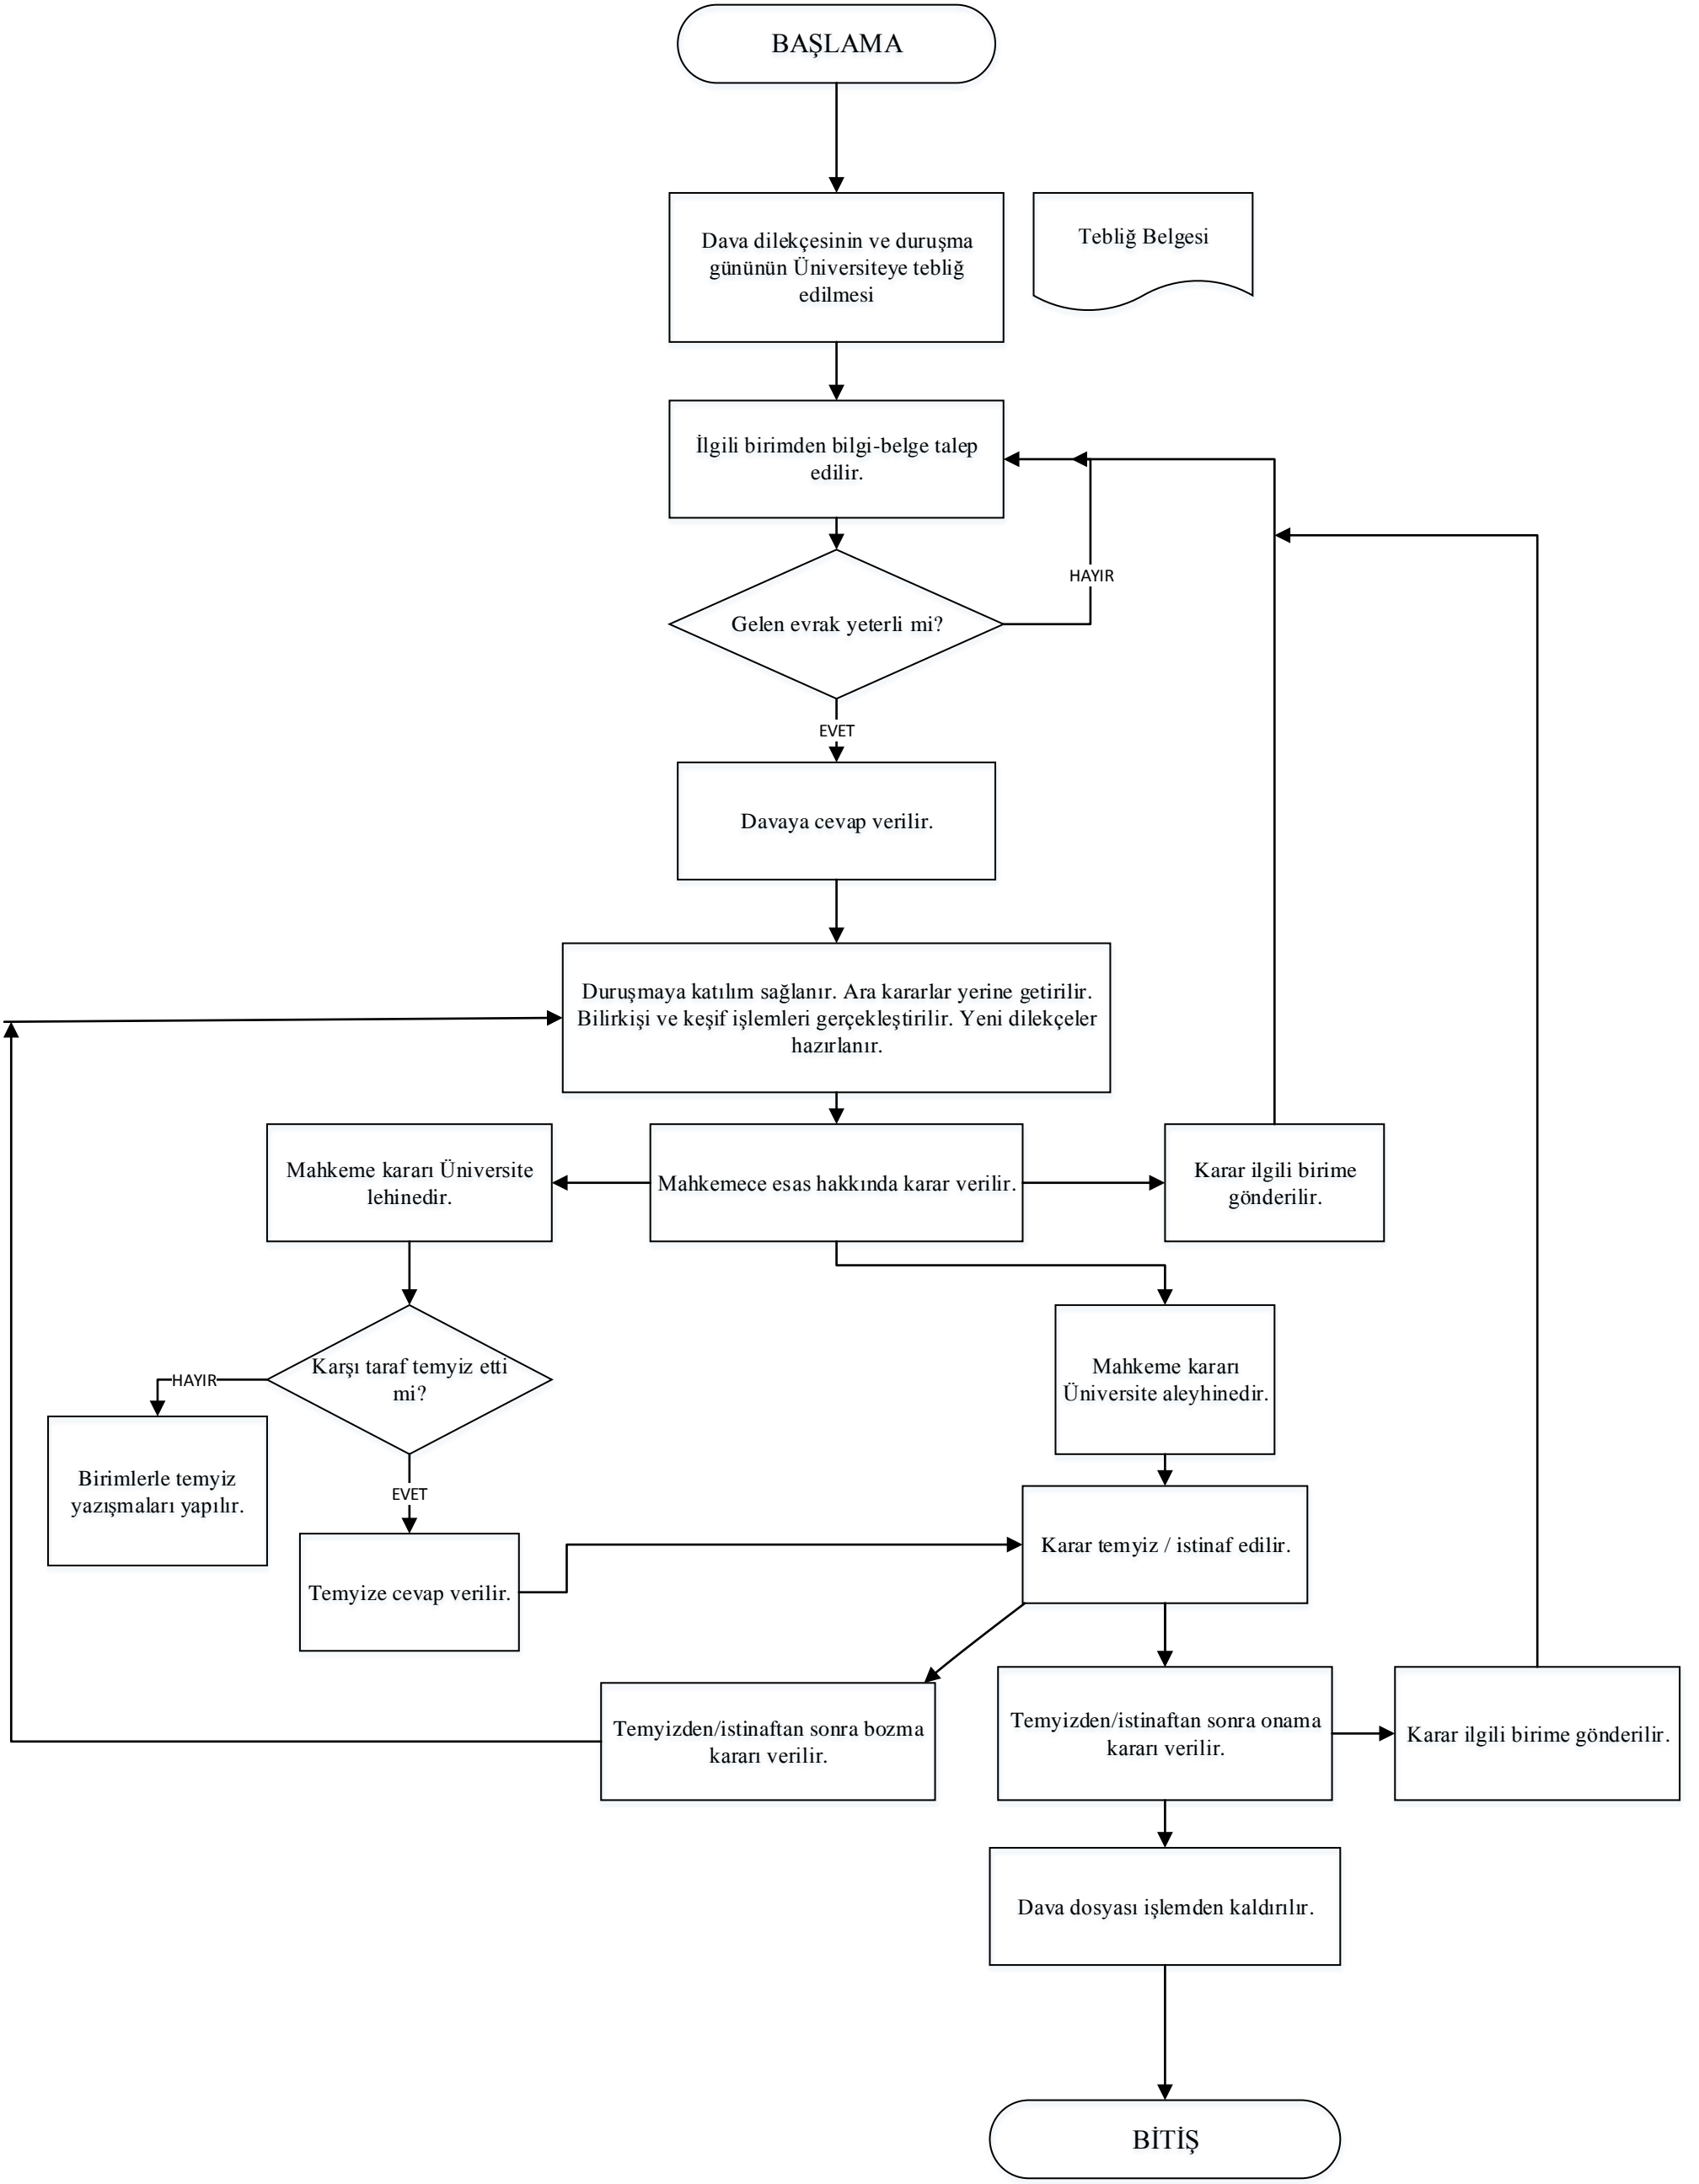 BAŞLAMA
Dava dilekçesinin ve duruşma
gününün Üniversiteye tebliğ
edilmesi
Tebliğ Belgesi
İlgili birimden bilgi-belge talep
edilir.
HAYIR
Gelen evrak yeterli mi?
EVET
Davaya cevap verilir.
Duruşmaya katılım sağlanır. Ara kararlar yerine getirilir.
Bilirkişi ve keşif işlemleri gerçekleştirilir. Yeni dilekçeler
hazırlanır.
Mahkeme kararı Üniversite
lehinedir.
Mahkemece esas hakkında karar verilir.
Karar ilgili birime
gönderilir.
Karşı taraf temyiz etti
mi?
HAYIR
Mahkeme kararı
Üniversite aleyhinedir.
Birimlerle temyiz
yazışmaları yapılır.
EVET
Temyize cevap verilir.
Karar temyiz / istinaf edilir.
Temyizden/istinaftan sonra bozma
kararı verilir.
Temyizden/istinaftan sonra onama
kararı verilir.
Karar ilgili birime gönderilir.
Dava dosyası işlemden kaldırılır.
BİTİŞ